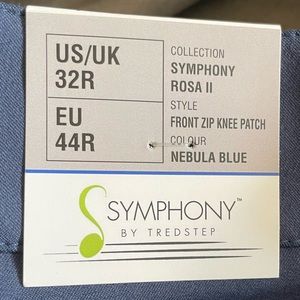 US/UK
32R
EU
44R
COLLECTION
SYMPHONY
ROSA II
STYLE
FRONT ZIP KNEE PATCH
COLOUR
NEBULA BLUE
SYMPHONY™
BY TREDSTEP